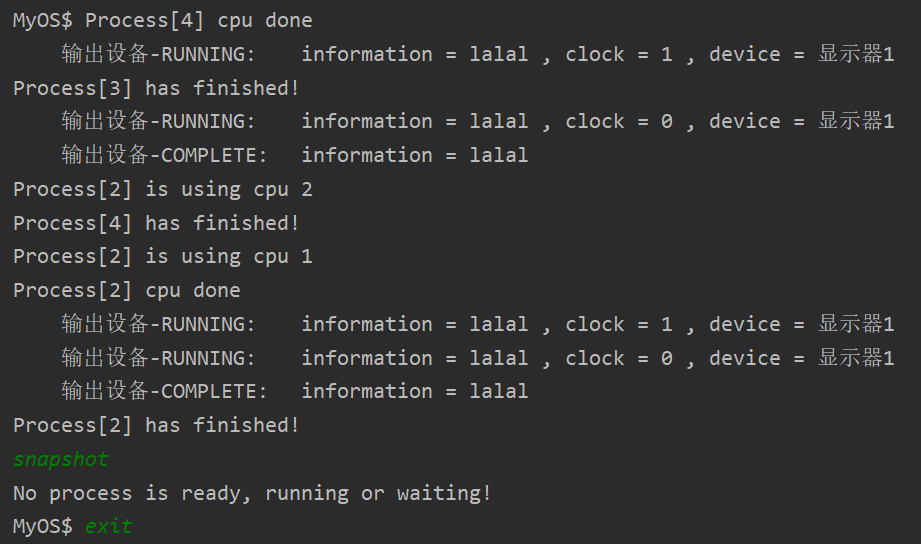 MyOS$ Process[4] cpu done
输出设备-RUNNING: information = lalal , clock = 1 , device = 显示器1
Process[3] has finished!
输出设备-RUNNING: information = lalal , clock = 0 , device = 显示器1
输出设备-COMPLETE: information = lalal
Process[2] is using cpu 2
Process[4] has finished!
Process[2] is using cpu 1
Process[2] cpu done
输出设备-RUNNING: information = lalal , clock = 1 , device = 显示器1
输出设备-RUNNING: information = lalal , clock = 0 , device = 显示器1
输出设备-COMPLETE: information = lalal
Process[2] has finished!
snapshot
No process is ready, running or waiting!
MyOS$ exit